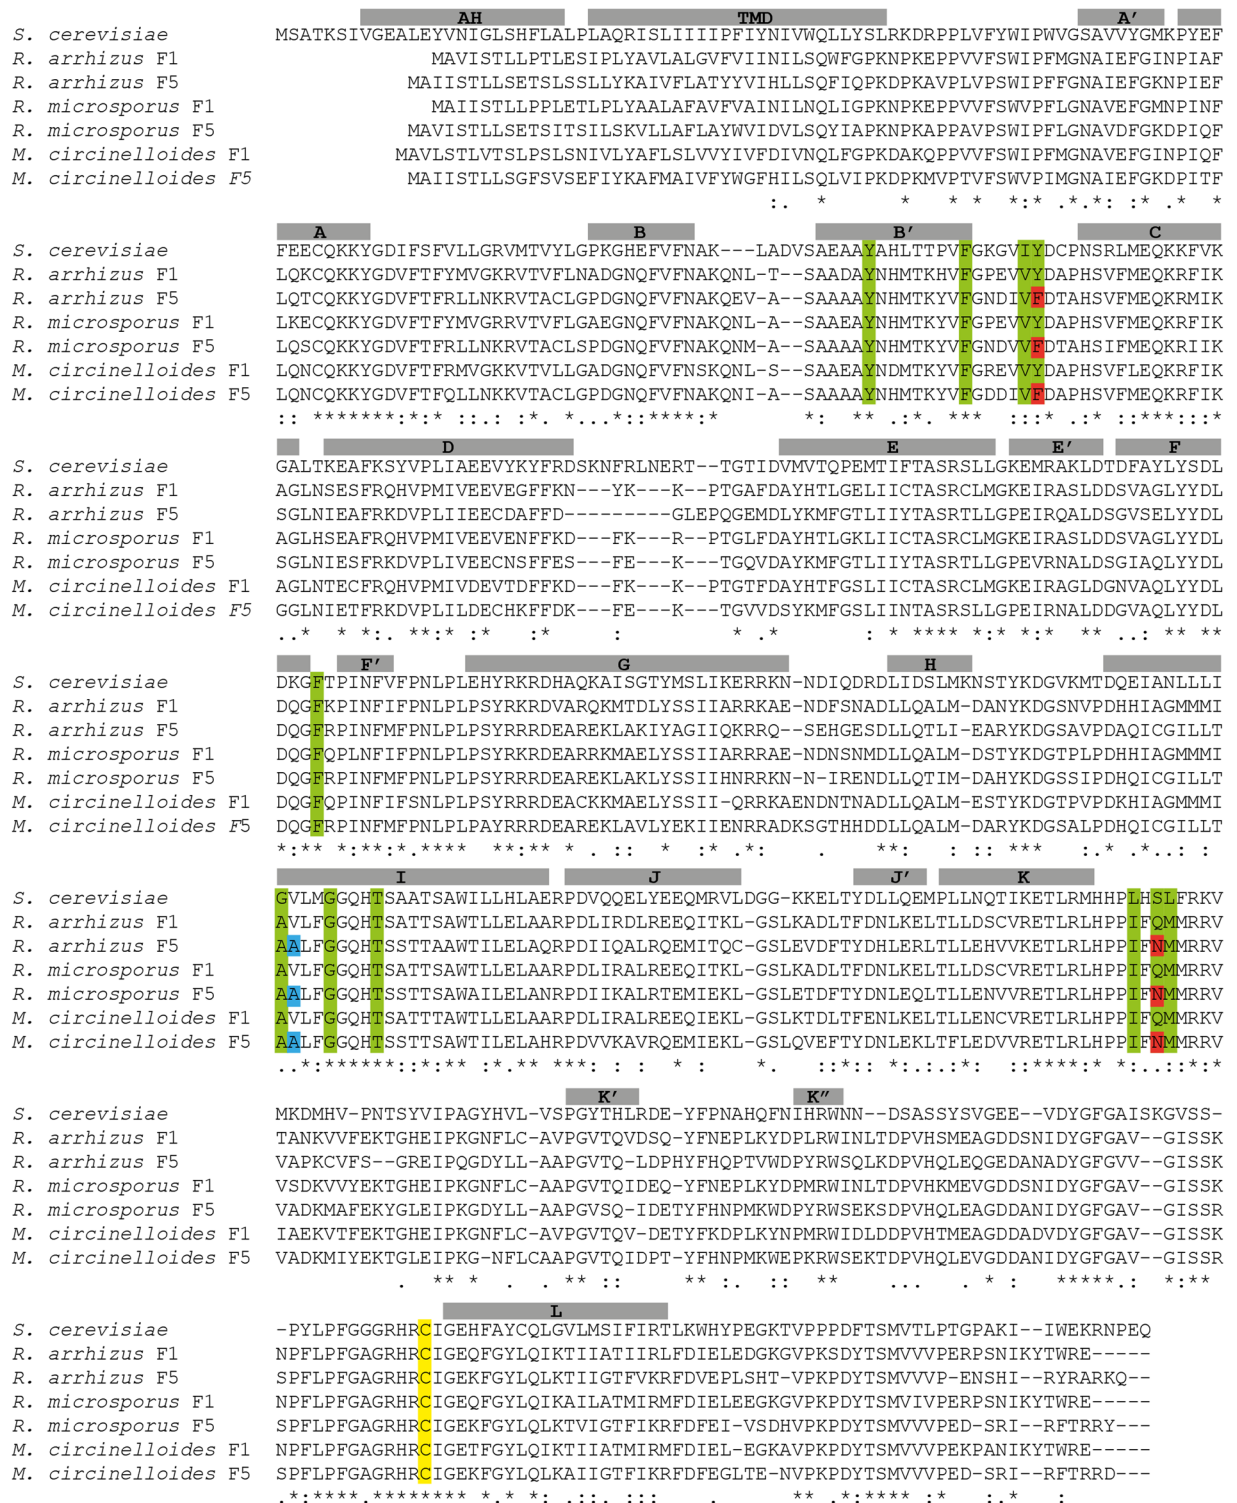 AH TMD A′
S. cerevisiae MSATKSIVGEALEYVNIGLSHFLALPLAQRISLIIIIPFIYNIVWQLLYSLRKDRPPLVFYWIPWVGSAVVYGMKPYEF
R. arrhizus F1 MAVISTLLPTLESIPLYAVLALGVFVIINILSQWFGPKNPKEPPVVFSWIPFMGNAIEFGINPIAF
R. arrhizus F5 MAIISTLLSETSLSSLLYKAIVFLATYYVIHLLSQFIQPKDPKAVPLVFSWIPFFGNAIEFGKNPIEF
R. microsporus F1 MAIISTLLPPLETLPLYAALAFAVFVAINILNQLIGPKNPKEPPVVFSWVPFLGNAVEFGMNPINF
R. microsporus F5 MAVISTLLSETSITSILSKVLLAFLAYWVIDVLSQYIAPKNPKAPPAVPSWIPFLGNAVDFGKDPIQF
M. circinelloides F1 MAVLSTLVTSLPSLSNIVLYAFLSLVVYIVFDIVNQLFGPKDAKQPPVVFSWIPFMGNAVEFGINPIQF
M. circinelloides F5 MAIISTLLSGFSVSEFIYKAFMAIVFYWGFHILSQLVIPKDPKMVPTVFSWVPIMGNAIEFGKDPITF
:. * * * * * *:* :* *.*: :* .* *
A B B′ C
S. cerevisiae FEECQKKYGDIFSFVLLGRVMTVYLGPKGHEFVFNAK---LADVSAEAAYAHLTTPVFGKGVIYDCPNSRLMEQKKFVK
R. arrhizus F1 LQKCQKKYGDVFTFYMVGKRVTVFLNADGNQFVFNAKQNL-T--SAADAYNHMTKHVFGPEVVYDAPHSVFMEQKRFIK
R. arrhizus F5 LQTCQKKYGDVFTFRLLNKRVTACLGPDGNQFVFNAKQEV-A--SAAAAYNHMTKYVFGNDIVFDTAHSVFMEQKRMIK
R. microsporus F1 LKECQKKYGDVFTFYMVGRRVTVFLGAEGNQFVFNAKQNL-A--SAAEAYNHMTKYVFGPEVVYDAPHSVFMEQKRFIK
R. microsporus F5 LQSCQKKYGDVFTFRLLNKRVTACLSPDGNQFVFNAKQNM-A--SAAAAYNHMTKYVFGNDVVFDTAHSIFMEQKRIIK
M. circinelloides F1 LQNCQKKYGDVFTFRMVGKKVTVLLGADGNQFVFNSKQNL-S--SAAEAYNDMTKYVFGREVVYDAPHSVFLEQKRFIK
M. circinelloides F5 LQNCQKKYGDVFTFQLLNKKVTVCLGPDGNQFVFNAKQNI-A--SAAAAYNHMTKYVFGDDIVFDAPHSVFMEQKRFIK
:: *******:*:* ::.: :*. *. .*::****:* : ** ** .:*. *** :::* .:* ::***::*
D E E′ F
S. cerevisiae GALTKEAFKSYVPLIAEEVYKYFRDSKNFRLNERT--TGTIDVMVTQPEMTIFTASRSLLGKEMRAKLDTDFAYLYSDL
R. arrhizus F1 AGLNSESFRQHVPMIVEEVEGFFKN---YK---K--PTGAFDAYHTLGELIICTASRCLMGKEIRASLDDSVAGLYYDL
R. arrhizus F5 SGLNIEAFRKDVPLIIEECDAFFD---------GLEPQGEMDLYKMFGTLIIYTASRTLLGPEIRQALDSGVSELYYDL
R. microsporus F1 AGLHSEAFRQHVPMIVEEVENFFKD---FK---R--PTGLFDAYHTLGKLIICTASRCLMGKEIRASLDDSVAGLYYDL
R. microsporus F5 SGLNIEAFRKDVPLIVEECNSFFES---FE---R---TGQVDAYKMFGTLIIYTASRTLLGPEVRNALDSGIAQLYYDL
M. circinelloides F1 AGLNTECFRQHVPMIVDEVTDFFKD---FK---K--PTGTFDAYHTFGSLIICTASRCLMGKEIRAGLDGNVAQLYYDL
M. circinelloides F5 GGLNIETFRKDVPLILDECHKFFDK---FE---K---TGVVDSYKMFGSLIINTASRSLLGPEIRNALDDGVAQLYYDL
..* * *:. **:* :* :* : * .* : * **** *:* *:* ** ..: ** **
F′ G H
S. cerevisiae DKGFTPINFVFPNLPLEHYRKRDHAQKAISGTYMSLIKERRKN-NDIQDRDLIDSLMKNSTYKDGVKMTDQEIANLLLI
R. arrhizus F1 DQGFKPINFIFPNLPLPSYRKRDVARQKMTDLYSSIIARRKAE-NDFSNADLLQALM-DANYKDGSNVPDHHIAGMMMI
R. arrhizus F5 DQGFRPINFMFPNLPLPSYRRRDEAREKLAKIYAGIIQKRRQ--SEHGESDLLQTLI-EARYKDGSAVPDAQICGILLT
R. microsporus F1 DQGFQPLNFIFPNLPLPSYRRRDEARRKMAELYSSIIARRRAE-NDNSNMDLLQALM-DSTYKDGTPLPDHHIAGMMMI
R. microsporus F5 DQGFRPINFMFPNLPLPSYRRRDEAREKLAKLYSSIIHNRRKN-N-IRENDLLQTIM-DAHYKDGSSIPDHQICGILLT
M. circinelloides F1 DQGFQPINFIFSNLPLPSYRRRDEACKKMAELYSSII-QRRKAENDNTNADLLQALM-ESTYKDGTPVPDKHIAGMMMI
M. circinelloides F5 DQGFRPINFMFPNLPLPAYRRRDEAREKLAVLYEKIIENRRADKSGTHHDDLLQALM-DARYKDGSALPDHQICGILLT
*:** *:**:*.**** **:** * . :: * :* *: . **::::: : **** :.* .*..:::
I J J′ K
S. cerevisiae GVLMGGQHTSAATSAWILLHLAERPDVQQELYEEQMRVLDGG-KKELTYDLLQEMPLLNQTIKETLRMHHPLHSLFRKV
R. arrhizus F1 AVLFGGQHTSATTSAWTILELAARPDLIRDLREEQITKL-GSLKADLTFDNLKELTLLDSCVRETLRLHPPIFQMMRRV
R. arrhizus F5 AALFGGQHTSSTTAAWTILELAQRPDIIQALRQEMITQC-GSLEVDFTYDHLERLTLLEHVVKETLRLHPPIFNMMRRV
R. microsporus F1 AVLFGGQHTSATTSAWTLLELAARPDLIRALREEQITKL-GSLKADLTFDNLKELTLLDSCVRETLRLHPPIFQMMRRV
R. microsporus F5 AALFGGQHTSSTTSAWAILELANRPDIIKALRTEMIEKL-GSLETDFTYDNLEQLTLLENVVRETLRLHPPIFNMMRRV
M. circinelloides F1 AVLFGGQHTSATTTAWTLLELAARPDLIRALREEQIEKL-GSLKTDLTFENLKELTLLENCVRETLRLHPPIFQMMRKV
M. circinelloides F5 AALFGGQHTSSTTSAWTILELAHRPDVVKAVRQEMIEKL-GSLQVEFTYDNLEKLTFLEDVVRETLRLHPPIFNMMRRV
..*:******::*:** :*.** ***: : : * : *. : ::*:: *:.:.:*: ::****:* *:..::*:*
K′ K″
S. cerevisiae MKDMHV-PNTSYVIPAGYHVL-VSPGYTHLRDE-YFPNAHQFNIHRWNN--DSASSYSVGEE--VDYGFGAISKGVSS-
R. arrhizus F1 TANKVVFEKTGHEIPKGNFLC-AVPGVTQVDSQ-YFNEPLKYDPLRWINLTDPVHSMEAGDDSNIDYGFGAV--GISSK
R. arrhizus F5 VAPKCVFS--GREIPQGDYLL-AAPGVTQ-LDPHYFHQPTVWDPYRWSQLKDPVHQLEQGEDANADYGFGVV--GISSK
R. microsporus F1 VSDKVVYEKTGHEIPKGNFLC-AAPGVTQIDEQ-YFNEPLKYDPMRWINLTDPVHKMEVGDDSNIDYGFGAV--GISSK
R. microsporus F5 VADKMAFEKYGLEIPKGDYLL-AAPGVSQ-IDETYFHNPMKWDPYRWSEKSDPVHQLEAGDDANIDYGFGAV--GISSR
M. circinelloides F1 IAEKVTFEKTGHEIPKGNFLC-AVPGVTQV-DETYFKDPLKYNPMRWIDLDDPVHTMEAGDDADVDYGFGAV--GISSK
M. circinelloides F5 VADKMIYEKTGLEIPKG-NFLCAAPGVTQIDPT-YFHNPMKWEPKRWSEKTDPVHQLEVGDDANIDYGFGAV--GISSR
. ** * . . ** :: ** :. :: ** ... * : *****.: *:**
L
S. cerevisiae -PYLPFGGGRHRCIGEHFAYCQLGVLMSIFIRTLKWHYPEGKTVPPPDFTSMVTLPTGPAKI--IWEKRNPEQ
R. arrhizus F1 NPFLPFGAGRHRCIGEQFGYLQIKTIIATIIRLFDIELEDGKVPKSDYTSMVVVPERPSNIKYTWRE-----
R. arrhizus F5 SPFLPFGAGRHRCIGEKFGYLQLKTIIGTFVKRFDVEPLSHT-VPKPDYTSMVVVP-ENSHI--RYRARKQ--
R. microsporus F1 NPFLPFGAGRHRCIGEQFGYLQIKAILATMIRMFDIELEEGKVPKPDYTSMVIVPERPSNIKYTWRE-----
R. microsporus F5 SPFLPFGAGRHRCIGEKFGYLQLKTVIGTFIKRFDFEI-VSDHVPKPDYTSMVVVPED-SRI--RFTRRY---
M. circinelloides F1 NPFLPFGAGRHRCIGETFGYLQIKTIIATMIRMFDIEL-EGKAVPKPDYTSMVVVPEKPANIKYTWRE-----
M. circinelloides F5 SPFLPFGAGRHRCIGEKFGYLQLKAIIGTFIKRFDFEGLTE-NVPKPDYTSMVVVPED-SRI--RFTRRD---
.*:****.******** *.* *: .: .:: . ** *:**** :* . * :